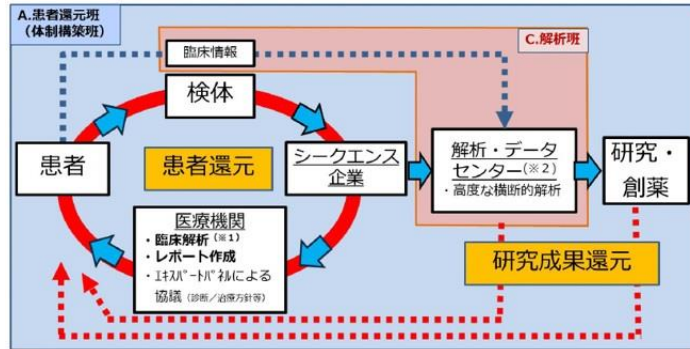 A.患者還元班
（体制構築班）
C.解析班
臨床情報
検体
患者
患者還元
シークエンス
企業
解析・データ
センター(※2)
・高度な横断的解析
研究・
創薬
医療機関
・臨床解析(※1)
・レポート作成
・ｴｷｽﾊﾟｰﾄﾊﾟﾈﾙによる
協議(診断／治療方針等)
研究成果還元